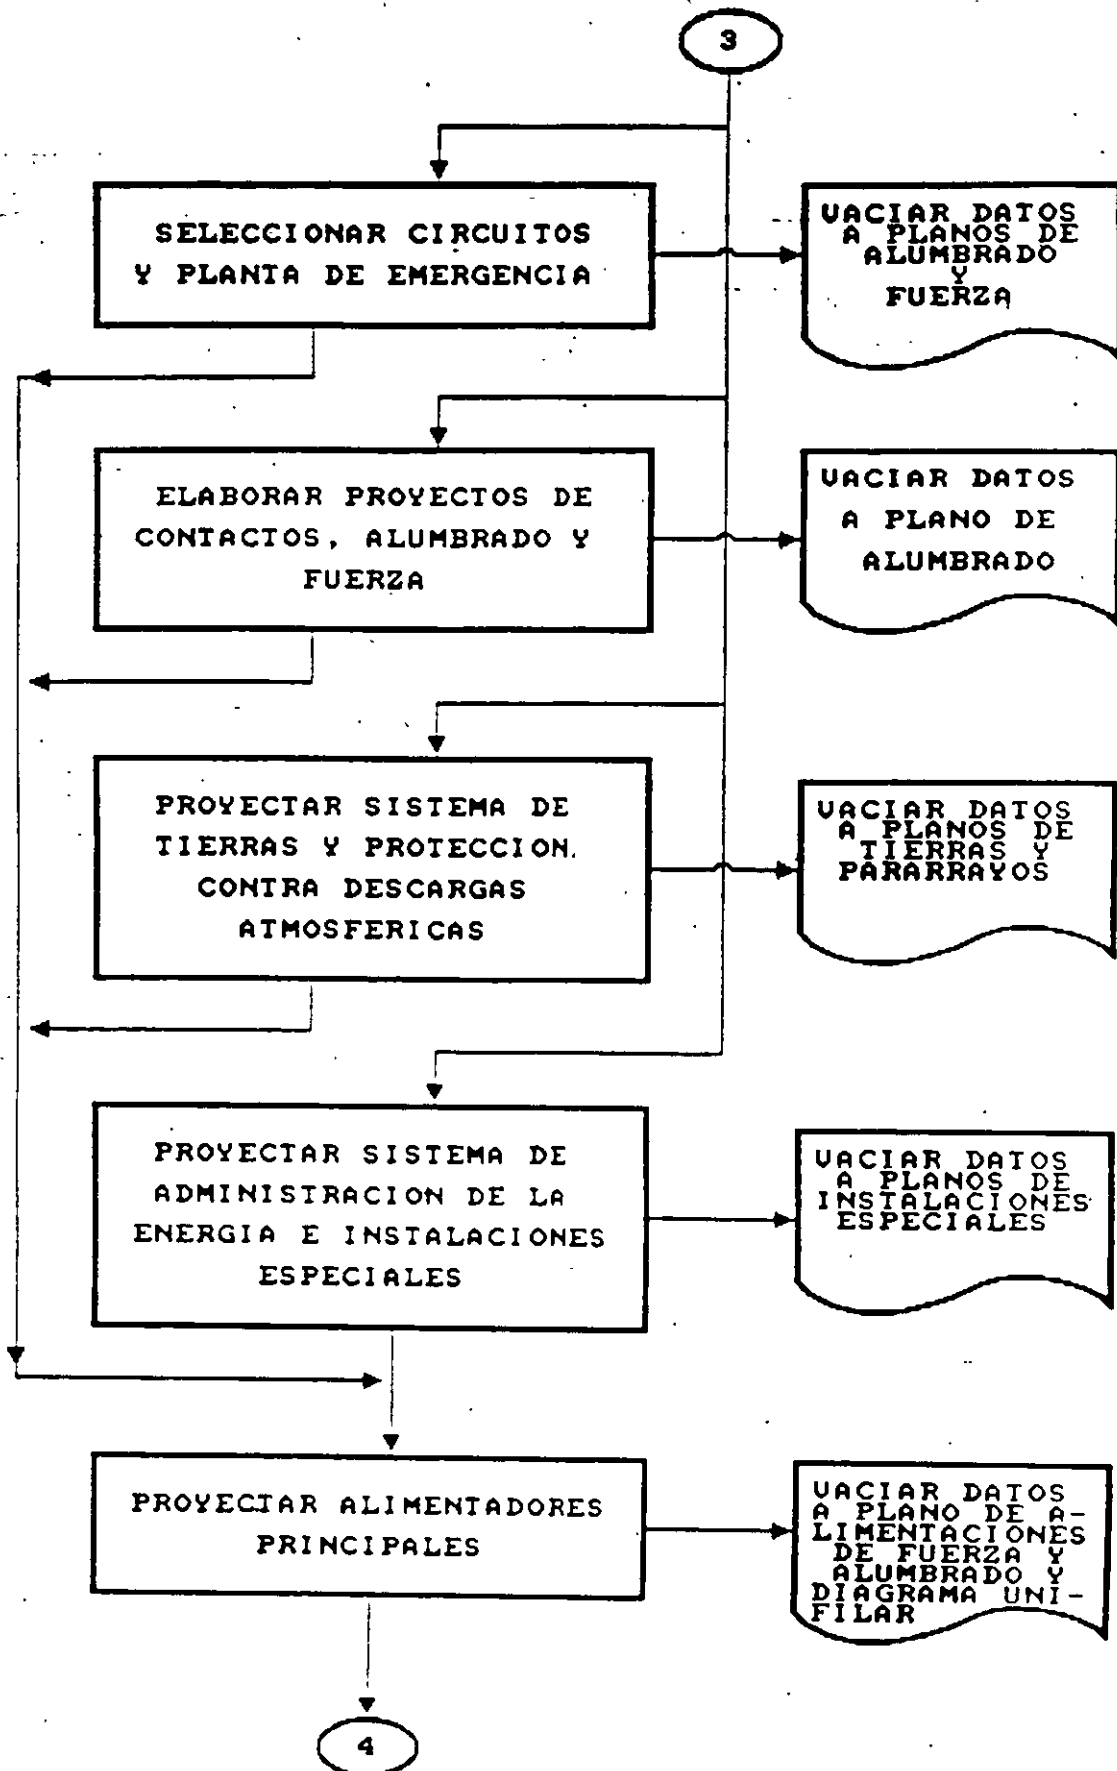 3
SELECCIONAR CIRCUITOS
Y PLANTA DE EMERGENCIA
VACIAR DATOS
A PLANOS DE
ALUMBRADO
Y
FUERZA
ELABORAR PROYECTOS DE
CONTACTOS, ALUMBRADO Y
FUERZA
VACIAR DATOS
A PLANO DE
ALUMBRADO
PROYECTAR SISTEMA DE
TIERRAS Y PROTECCION.
CONTRA DESCARGAS
ATMOSFERICAS
VACIAR DATOS
A PLANOS DE
TIERRAS Y
PARARRAYOS
PROYECTAR SISTEMA DE
ADMINISTRACION DE LA
ENERGIA E INSTALACIONES
ESPECIALES
VACIAR DATOS
A PLANOS DE
INSTALACIONES
ESPECIALES
PROYECTAR ALIMENTADORES
PRINCIPALES
VACIAR DATOS
A PLANO DE A-
LIMENTACIONES
DE FUERZA Y
ALUMBRADO Y
DIAGRAMA UNI-
FILAR
4